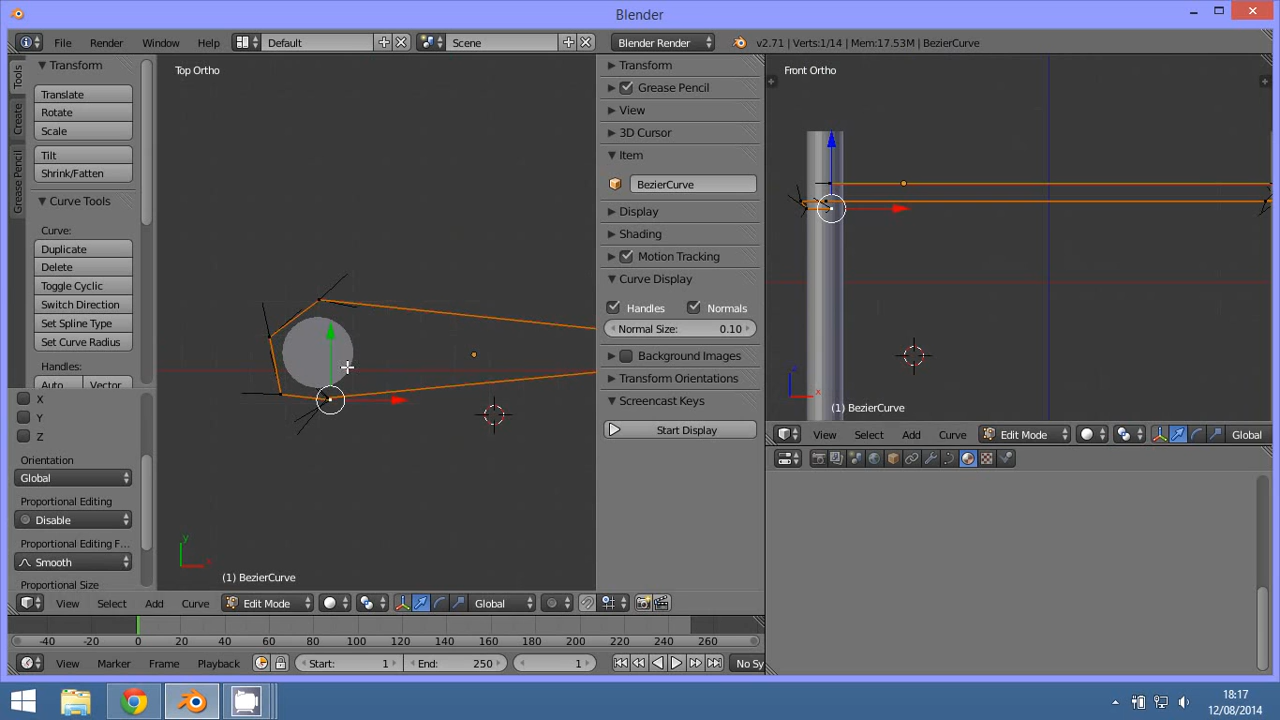 Blender
File Render Window Help Default Scene Blender Render v2.71 | Verts:1/14 | Mem:17.53M | BezierCurve
Tools
Create
Grease Pencil
Transform
Translate
Rotate
Scale
Tilt
Shrink/Fatten
Curve Tools
Curve:
Duplicate
Delete
Toggle Cyclic
Switch Direction
Set Spline Type
Set Curve Radius
Auto Vector
X
Y
Z
Orientation
Global
Proportional Editing
Disable
Proportional Editing F...
Smooth
Proportional Size
Top Ortho
y
x
(1) BezierCurve
Transform
Grease Pencil
View
3D Cursor
Item
BezierCurve
Display
Shading
Motion Tracking
Curve Display
Handles Normals
Normal Size: 0.10
Background Images
Transform Orientations
Screencast Keys
Start Display
Front Ortho
z
x
(1) BezierCurve
View Select Add Curve Edit Mode Global
View Select Add Curve Edit Mode Global
-40 -20 0 20 40 60 80 100 120 140 160 180 200 220 240 260
View Marker Frame Playback Start: 1 End: 250 1 No Sy
18:17
12/08/2014